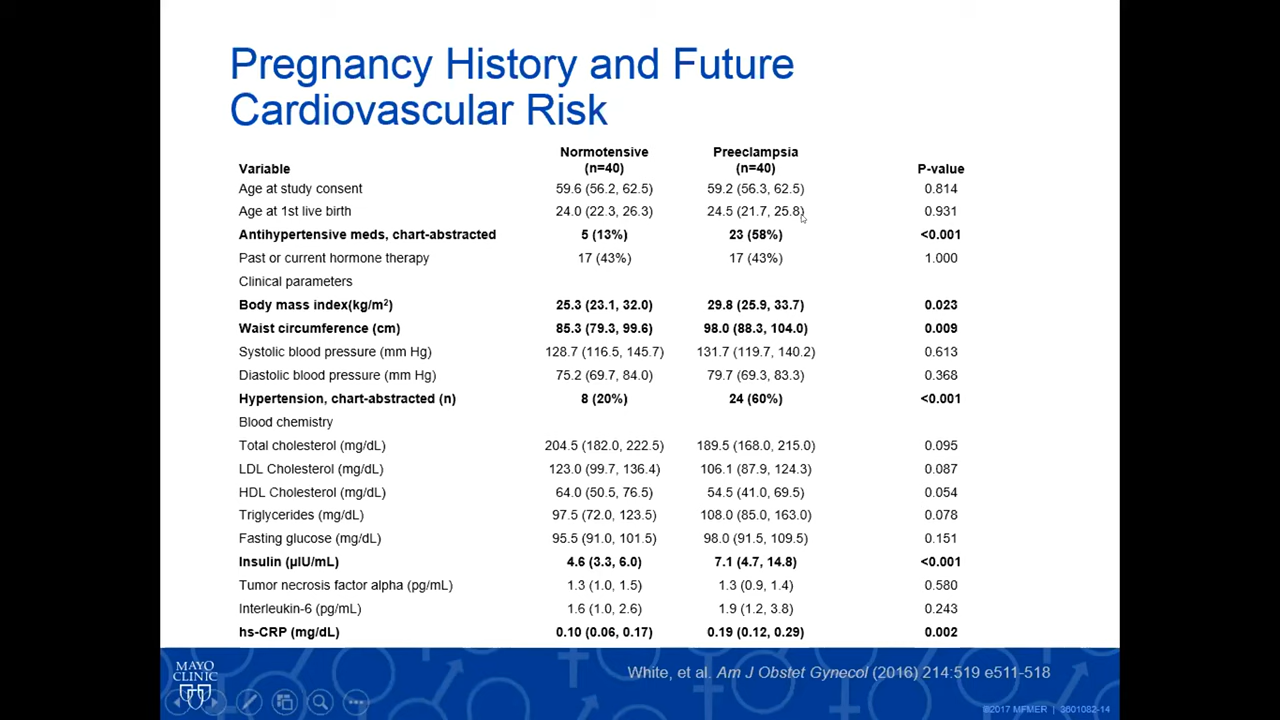 Pregnancy History and Future
Cardiovascular Risk
Variable Normotensive (n=40) Preeclampsia (n=40) P-value
Age at study consent 59.6 (56.2, 62.5) 59.2 (56.3, 62.5) 0.814
Age at 1st live birth 24.0 (22.3, 26.3) 24.5 (21.7, 25.8) 0.931
Antihypertensive meds, chart-abstracted 5 (13%) 23 (58%) <0.001
Past or current hormone therapy 17 (43%) 17 (43%) 1.000
Clinical parameters
Body mass index(kg/m²) 25.3 (23.1, 32.0) 29.8 (25.9, 33.7) 0.023
Waist circumference (cm) 85.3 (79.3, 99.6) 98.0 (88.3, 104.0) 0.009
Systolic blood pressure (mm Hg) 128.7 (116.5, 145.7) 131.7 (119.7, 140.2) 0.613
Diastolic blood pressure (mm Hg) 75.2 (69.7, 84.0) 79.7 (69.3, 83.3) 0.368
Hypertension, chart-abstracted (n) 8 (20%) 24 (60%) <0.001
Blood chemistry
Total cholesterol (mg/dL) 204.5 (182.0, 222.5) 189.5 (168.0, 215.0) 0.095
LDL Cholesterol (mg/dL) 123.0 (99.7, 136.4) 106.1 (87.9, 124.3) 0.087
HDL Cholesterol (mg/dL) 64.0 (50.5, 76.5) 54.5 (41.0, 69.5) 0.054
Triglycerides (mg/dL) 97.5 (72.0, 123.5) 108.0 (85.0, 163.0) 0.078
Fasting glucose (mg/dL) 95.5 (91.0, 101.5) 98.0 (91.5, 109.5) 0.151
Insulin (µIU/mL) 4.6 (3.3, 6.0) 7.1 (4.7, 14.8) <0.001
Tumor necrosis factor alpha (pg/mL) 1.3 (1.0, 1.5) 1.3 (0.9, 1.4) 0.580
Interleukin-6 (pg/mL) 1.6 (1.0, 2.6) 1.9 (1.2, 3.8) 0.243
hs-CRP (mg/dL) 0.10 (0.06, 0.17) 0.19 (0.12, 0.29) 0.002
MAYO
CLINIC
White, et al. Am J Obstet Gynecol (2016) 214:519 e511-518
©2017 MFMER | 3601082-14